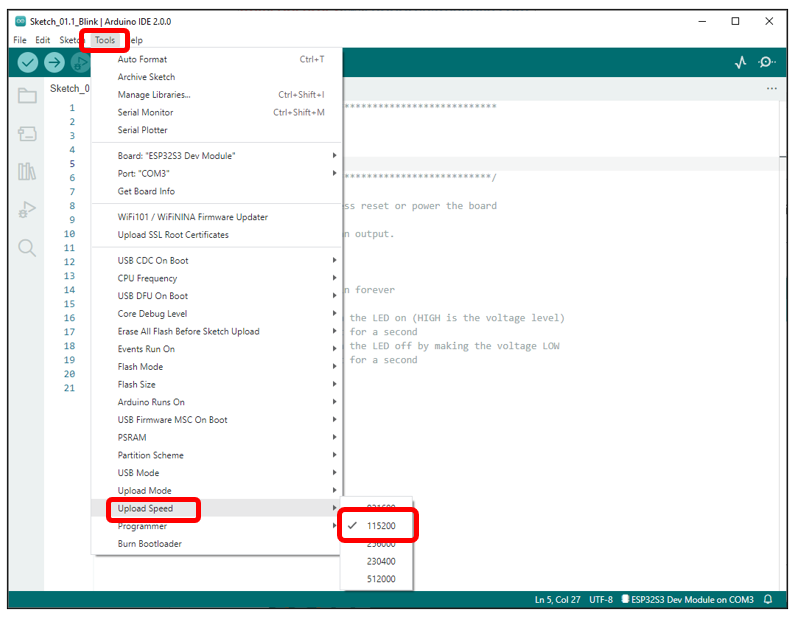 Sketch_01.1_Blink | Arduino IDE 2.0.0
File Edit Sketch Tools Help
Sketch_0
1
2
3
4
5
6
7
8
9
10
11
12
13
14
15
16
17
18
19
20
21
Auto Format Ctrl+T
Archive Sketch
Manage Libraries... Ctrl+Shift+I
Serial Monitor Ctrl+Shift+M
Serial Plotter
Board: "ESP32S3 Dev Module"
Port: "COM3"
Get Board Info
WiFi101 / WiFiNINA Firmware Updater
Upload SSL Root Certificates
USB CDC On Boot
CPU Frequency
USB DFU On Boot
Core Debug Level
Erase All Flash Before Sketch Upload
Events Run On
Flash Mode
Flash Size
Arduino Runs On
USB Firmware MSC On Boot
PSRAM
Partition Scheme
USB Mode
Upload Mode
Upload Speed
Programmer
Burn Bootloader
921600
115200
256000
230400
512000
**************************
**************************/
ss reset or power the board
n output.
n forever
the LED on (HIGH is the voltage level)
for a second
the LED off by making the voltage LOW
for a second
Ln 5, Col 27 UTF-8 ESP32S3 Dev Module on COM3